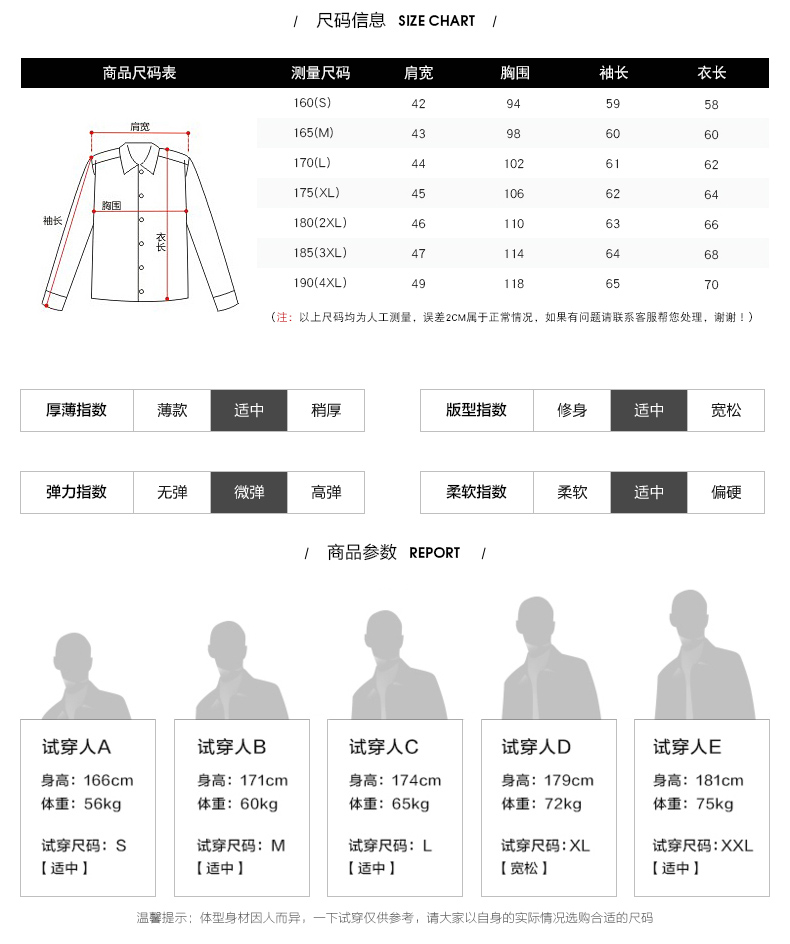 / 尺码信息 SIZE CHART /
商品尺码表 测量尺码 肩宽 胸围 袖长 衣长
160(S) 42 94 59 58
165(M) 43 98 60 60
170(L) 44 102 61 62
175(XL) 45 106 62 64
180(2XL) 46 110 63 66
185(3XL) 47 114 64 68
190(4XL) 49 118 65 70
肩宽
胸围
袖长
衣长
（注：以上尺码均为人工测量，误差2CM属于正常情况，如果有问题请联系客服帮您处理，谢谢！）
厚薄指数 薄款 适中 稍厚
版型指数 修身 适中 宽松
弹力指数 无弹 微弹 高弹
柔软指数 柔软 适中 偏硬
/ 商品参数 REPORT /
试穿人A
身高：166cm
体重：56kg
试穿尺码：S
【适中】
试穿人B
身高：171cm
体重：60kg
试穿尺码：M
【适中】
试穿人C
身高：174cm
体重：65kg
试穿尺码：L
【适中】
试穿人D
身高：179cm
体重：72kg
试穿尺码：XL
【宽松】
试穿人E
身高：181cm
体重：75kg
试穿尺码：XXL
【适中】
温馨提示：体型身材因人而异，一下试穿仅供参考，请大家以自身的实际情况选购合适的尺码